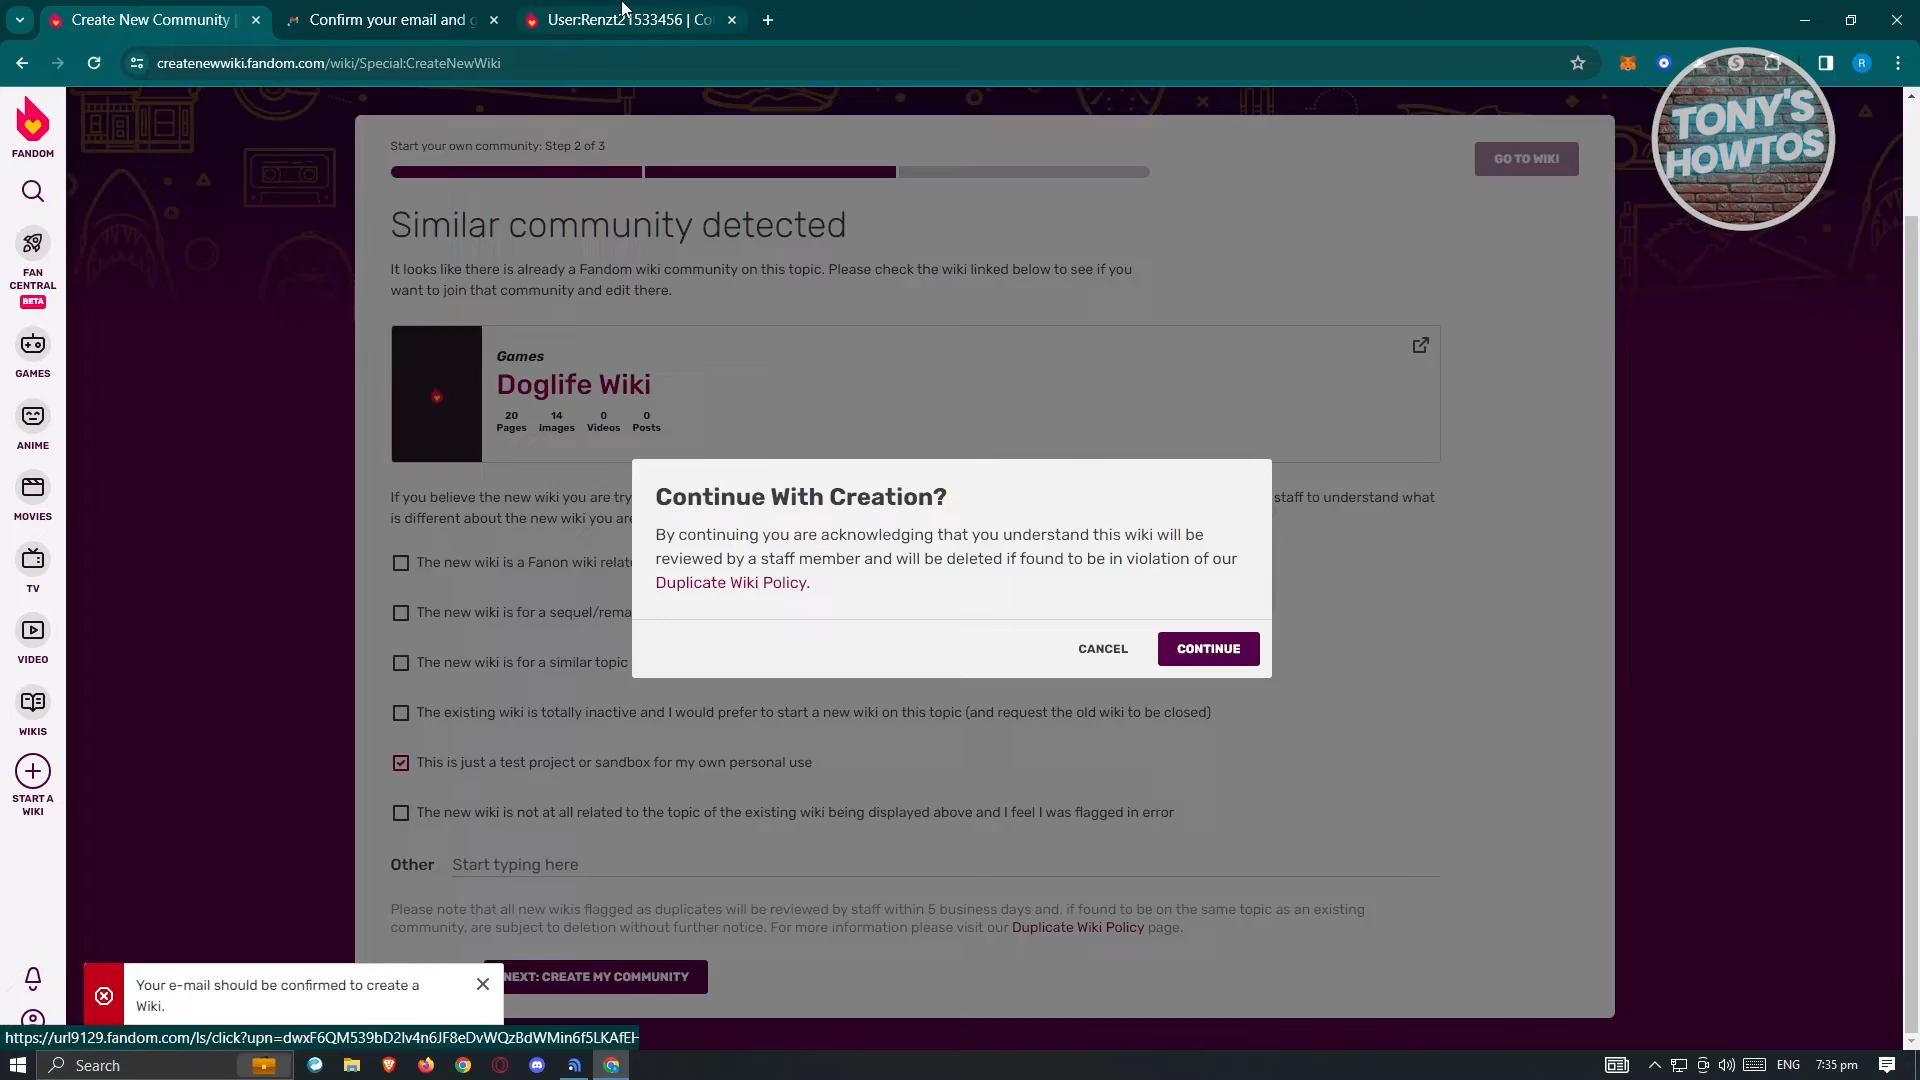 Create New Community
Confirm your email and g
User:Renzt21533456 | Co
createnewwiki.fandom.com/wiki/Special:CreateNewWiki
R
TONY'S
HOWTOS
FANDOM
FAN
CENTRAL
BETA
GAMES
ANIME
MOVIES
TV
VIDEO
WIKIS
START A
WIKI
Start your own community: Step 2 of 3
GO TO WIKI
Similar community detected
It looks like there is already a Fandom wiki community on this topic. Please check the wiki linked below to see if you
want to join that community and edit there.
Games
Doglife Wiki
20 14 0 0
Pages Images Videos Posts
If you believe the new wiki you are try staff to understand what
is different about the new wiki you are
Continue With Creation?
By continuing you are acknowledging that you understand this wiki will be
reviewed by a staff member and will be deleted if found to be in violation of our
Duplicate Wiki Policy.
CANCEL CONTINUE
The new wiki is a Fanon wiki relat
The new wiki is for a sequel/rema
The new wiki is for a similar topic
The existing wiki is totally inactive and I would prefer to start a new wiki on this topic (and request the old wiki to be closed)
This is just a test project or sandbox for my own personal use
The new wiki is not at all related to the topic of the existing wiki being displayed above and I feel I was flagged in error
Other Start typing here
Please note that all new wikis flagged as duplicates will be reviewed by staff within 5 business days and, if found to be on the same topic as an existing
community, are subject to deletion without further notice. For more information please visit our Duplicate Wiki Policy page.
NEXT: CREATE MY COMMUNITY
Your e-mail should be confirmed to create a
Wiki.
Search
ENG
7:35 pm